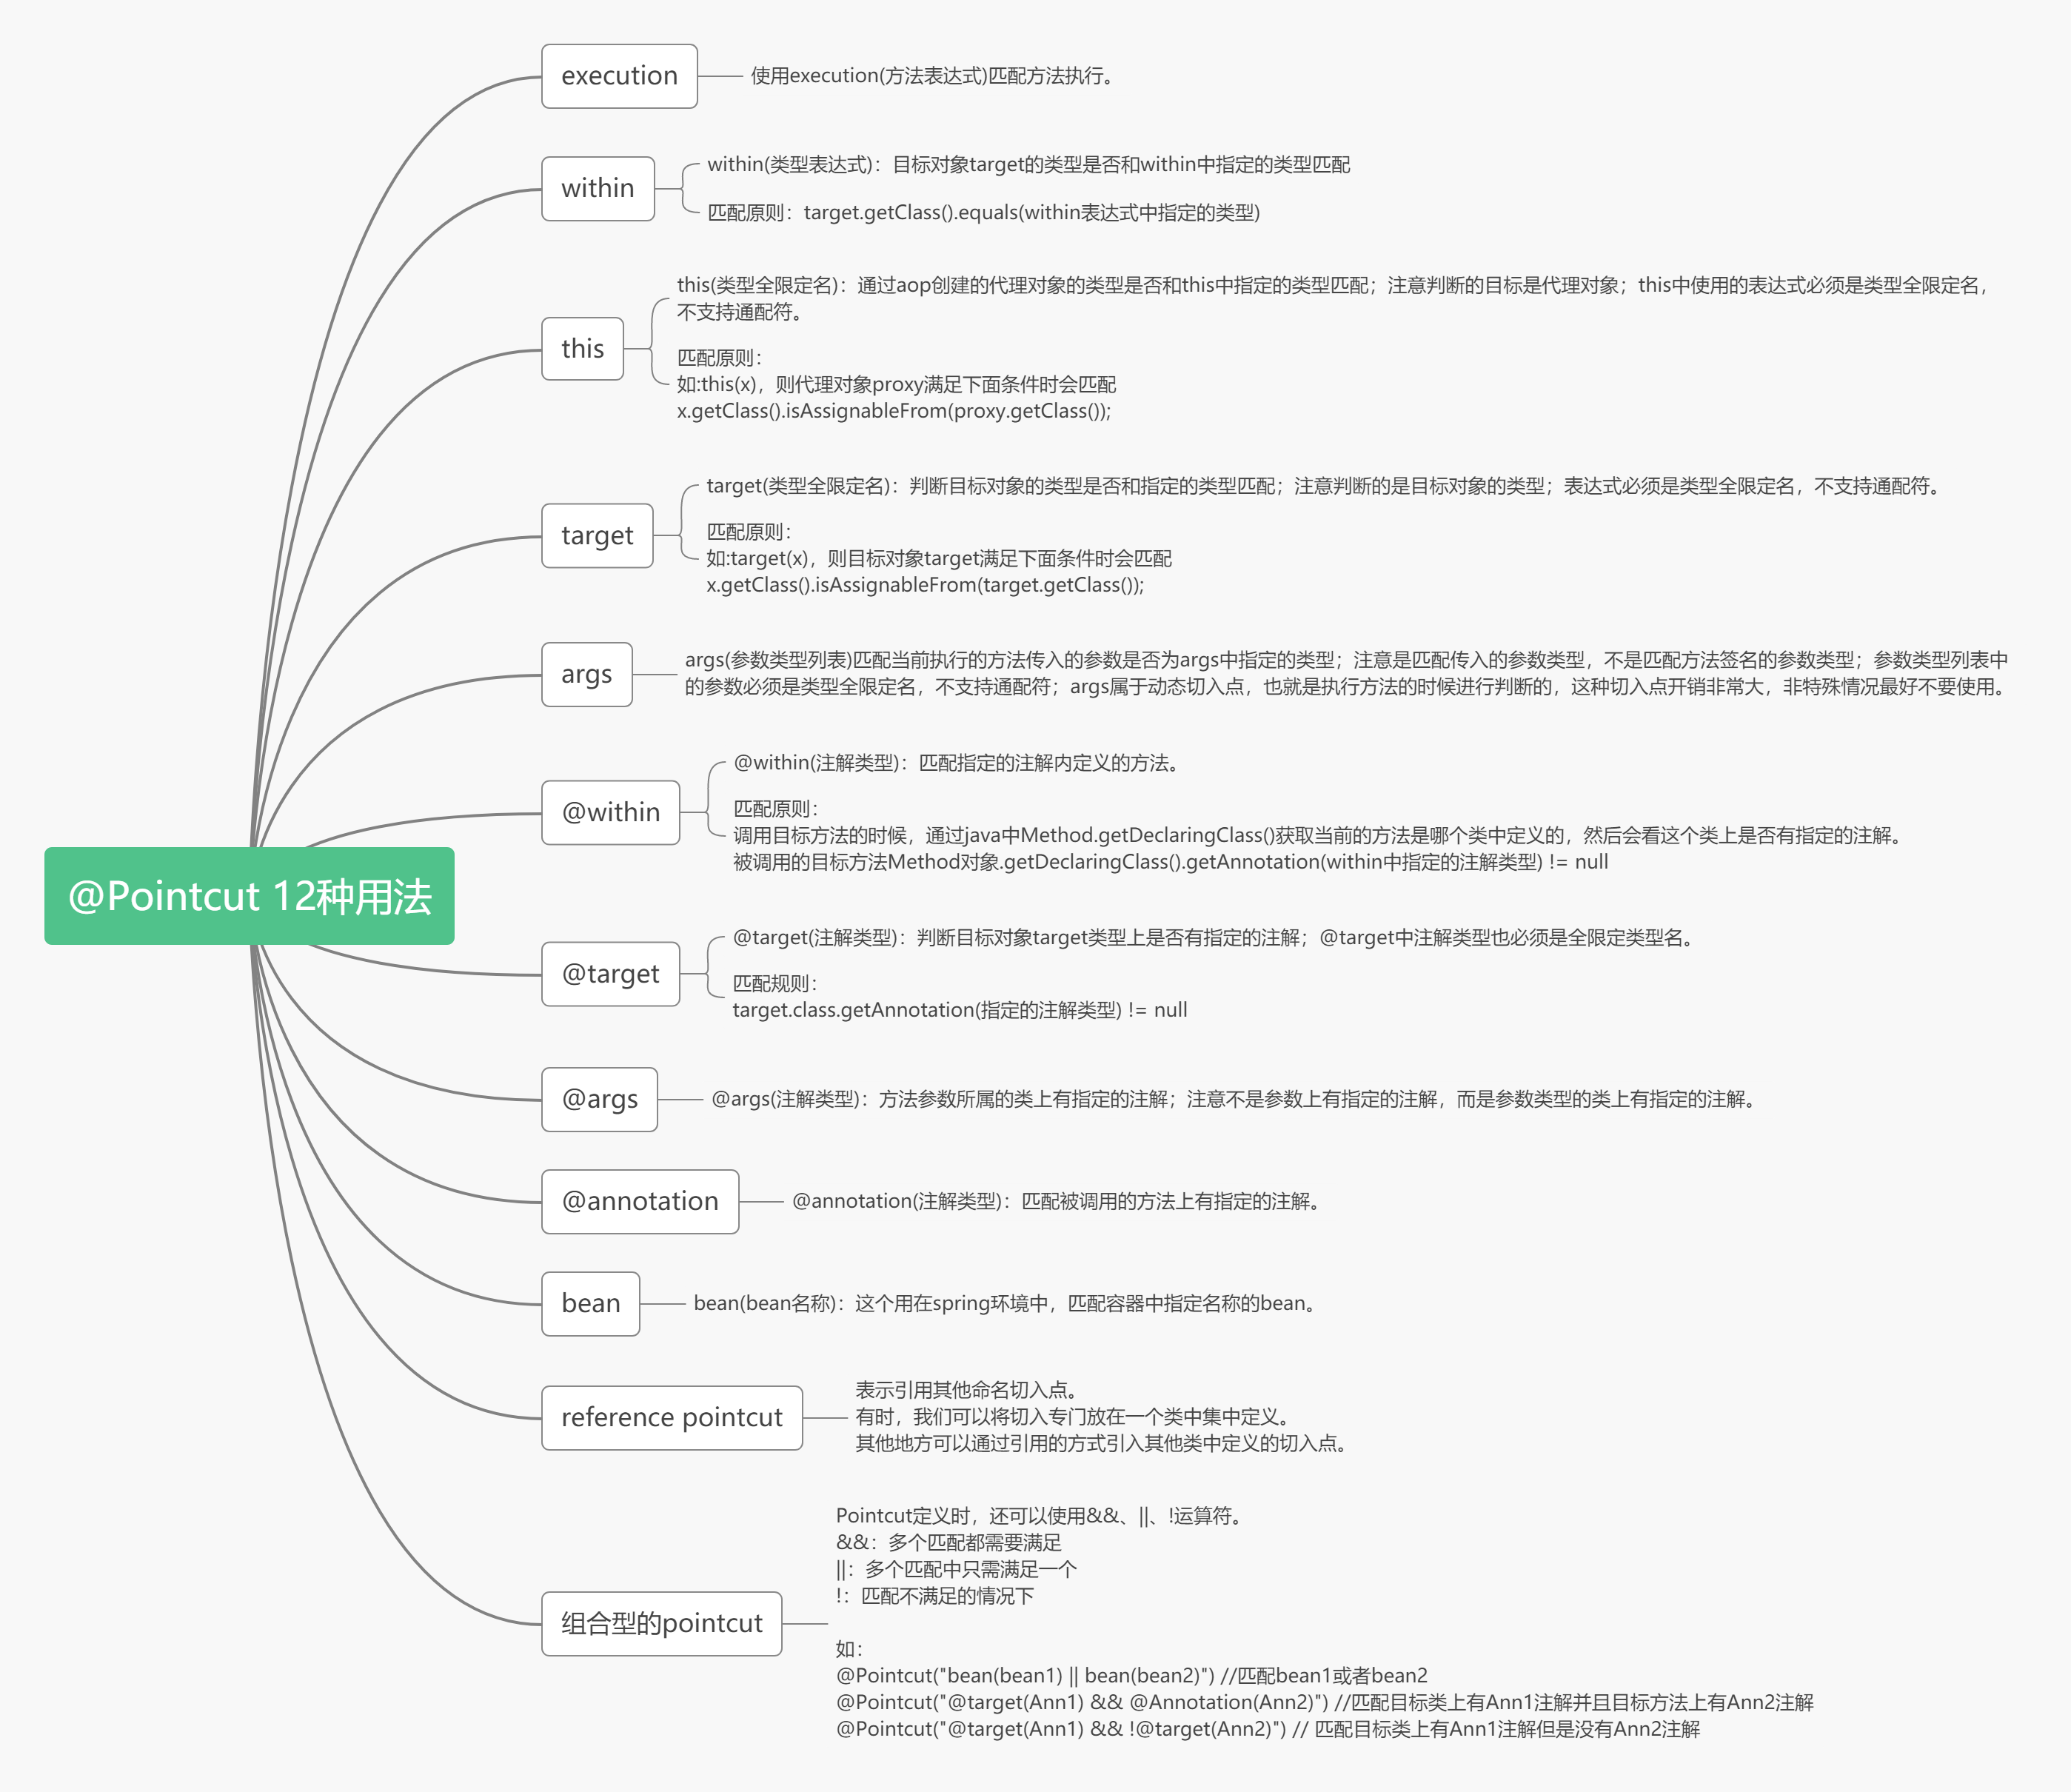 @Pointcut 12种用法
execution
使用execution(方法表达式)匹配方法执行。
within
within(类型表达式)：目标对象target的类型是否和within中指定的类型匹配
匹配原则：target.getClass().equals(within表达式中指定的类型)
this
this(类型全限定名)：通过aop创建的代理对象的类型是否和this中指定的类型匹配；注意判断的目标是代理对象；this中使用的表达式必须是类型全限定名，
不支持通配符。
匹配原则：
如:this(x)，则代理对象proxy满足下面条件时会匹配
x.getClass().isAssignableFrom(proxy.getClass());
target
target(类型全限定名)：判断目标对象的类型是否和指定的类型匹配；注意判断的是目标对象的类型；表达式必须是类型全限定名，不支持通配符。
匹配原则：
如:target(x)，则目标对象target满足下面条件时会匹配
x.getClass().isAssignableFrom(target.getClass());
args
args(参数类型列表)匹配当前执行的方法传入的参数是否为args中指定的类型；注意是匹配传入的参数类型，不是匹配方法签名的参数类型；参数类型列表中
的参数必须是类型全限定名，不支持通配符；args属于动态切入点，也就是执行方法的时候进行判断的，这种切入点开销非常大，非特殊情况最好不要使用。
@within
@within(注解类型)：匹配指定的注解内定义的方法。
匹配原则：
调用目标方法的时候，通过java中Method.getDeclaringClass()获取当前的方法是哪个类中定义的，然后会看这个类上是否有指定的注解。
被调用的目标方法Method对象.getDeclaringClass().getAnnotation(within中指定的注解类型) != null
@target
@target(注解类型)：判断目标对象target类型上是否有指定的注解；@target中注解类型也必须是全限定类型名。
匹配规则：
target.class.getAnnotation(指定的注解类型) != null
@args
@args(注解类型)：方法参数所属的类上有指定的注解；注意不是参数上有指定的注解，而是参数类型的类上有指定的注解。
@annotation
@annotation(注解类型)：匹配被调用的方法上有指定的注解。
bean
bean(bean名称)：这个用在spring环境中，匹配容器中指定名称的bean。
reference pointcut
表示引用其他命名切入点。
有时，我们可以将切入专门放在一个类中集中定义。
其他地方可以通过引用的方式引入其他类中定义的切入点。
组合型的pointcut
Pointcut定义时，还可以使用&&、||、!运算符。
&&：多个匹配都需要满足
||：多个匹配中只需满足一个
!：匹配不满足的情况下
如：
@Pointcut("bean(bean1) || bean(bean2)") //匹配bean1或者bean2
@Pointcut("@target(Ann1) && @Annotation(Ann2)") //匹配目标类上有Ann1注解并且目标方法上有Ann2注解
@Pointcut("@target(Ann1) && !@target(Ann2)") // 匹配目标类上有Ann1注解但是没有Ann2注解